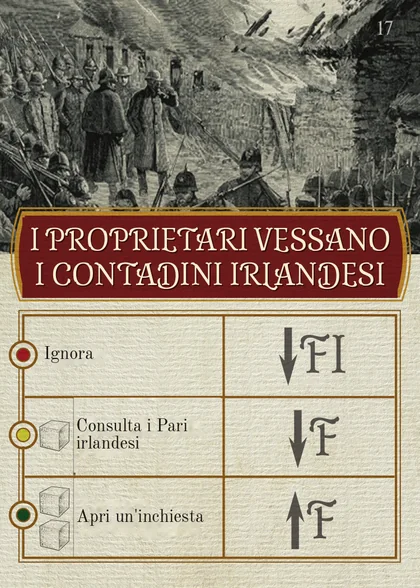 17
I PROPRIETARI VESSANO
I CONTADINI IRLANDESI
Ignora
FI
Consulta i Pari
irlandesi
F
Apri un'inchiesta
F